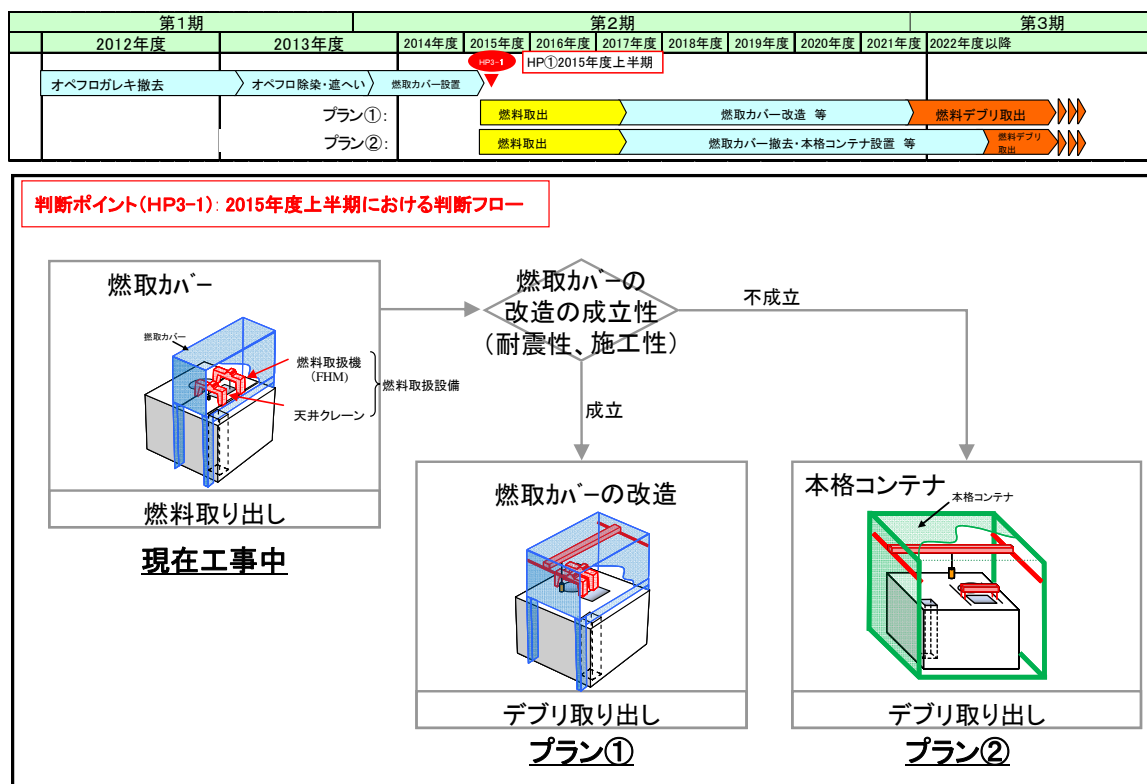 第1期 第2期 第3期
2012年度 2013年度 2014年度 2015年度 2016年度 2017年度 2018年度 2019年度 2020年度 2021年度 2022年度以降
HP3-1 HP①2015年度上半期
オペフロガレキ撤去 オペフロ除染・遮へい 燃取カバー設置
プラン①: 燃料取出 燃取カバー改造 等 燃料デブリ取出
プラン②: 燃料取出 燃取カバー撤去・本格コンテナ設置 等 燃料デブリ
取出
判断ポイント(HP3-1): 2015年度上半期における判断フロー
燃取カバー
燃取カバー
燃料取扱機
(FHM)
燃料取扱設備
天井クレーン
燃料取り出し
現在工事中
燃取カバーの
改造の成立性
(耐震性、施工性)
不成立
成立
燃取カバーの改造
デブリ取り出し
プラン①
本格コンテナ
本格コンテナ
デブリ取り出し
プラン②